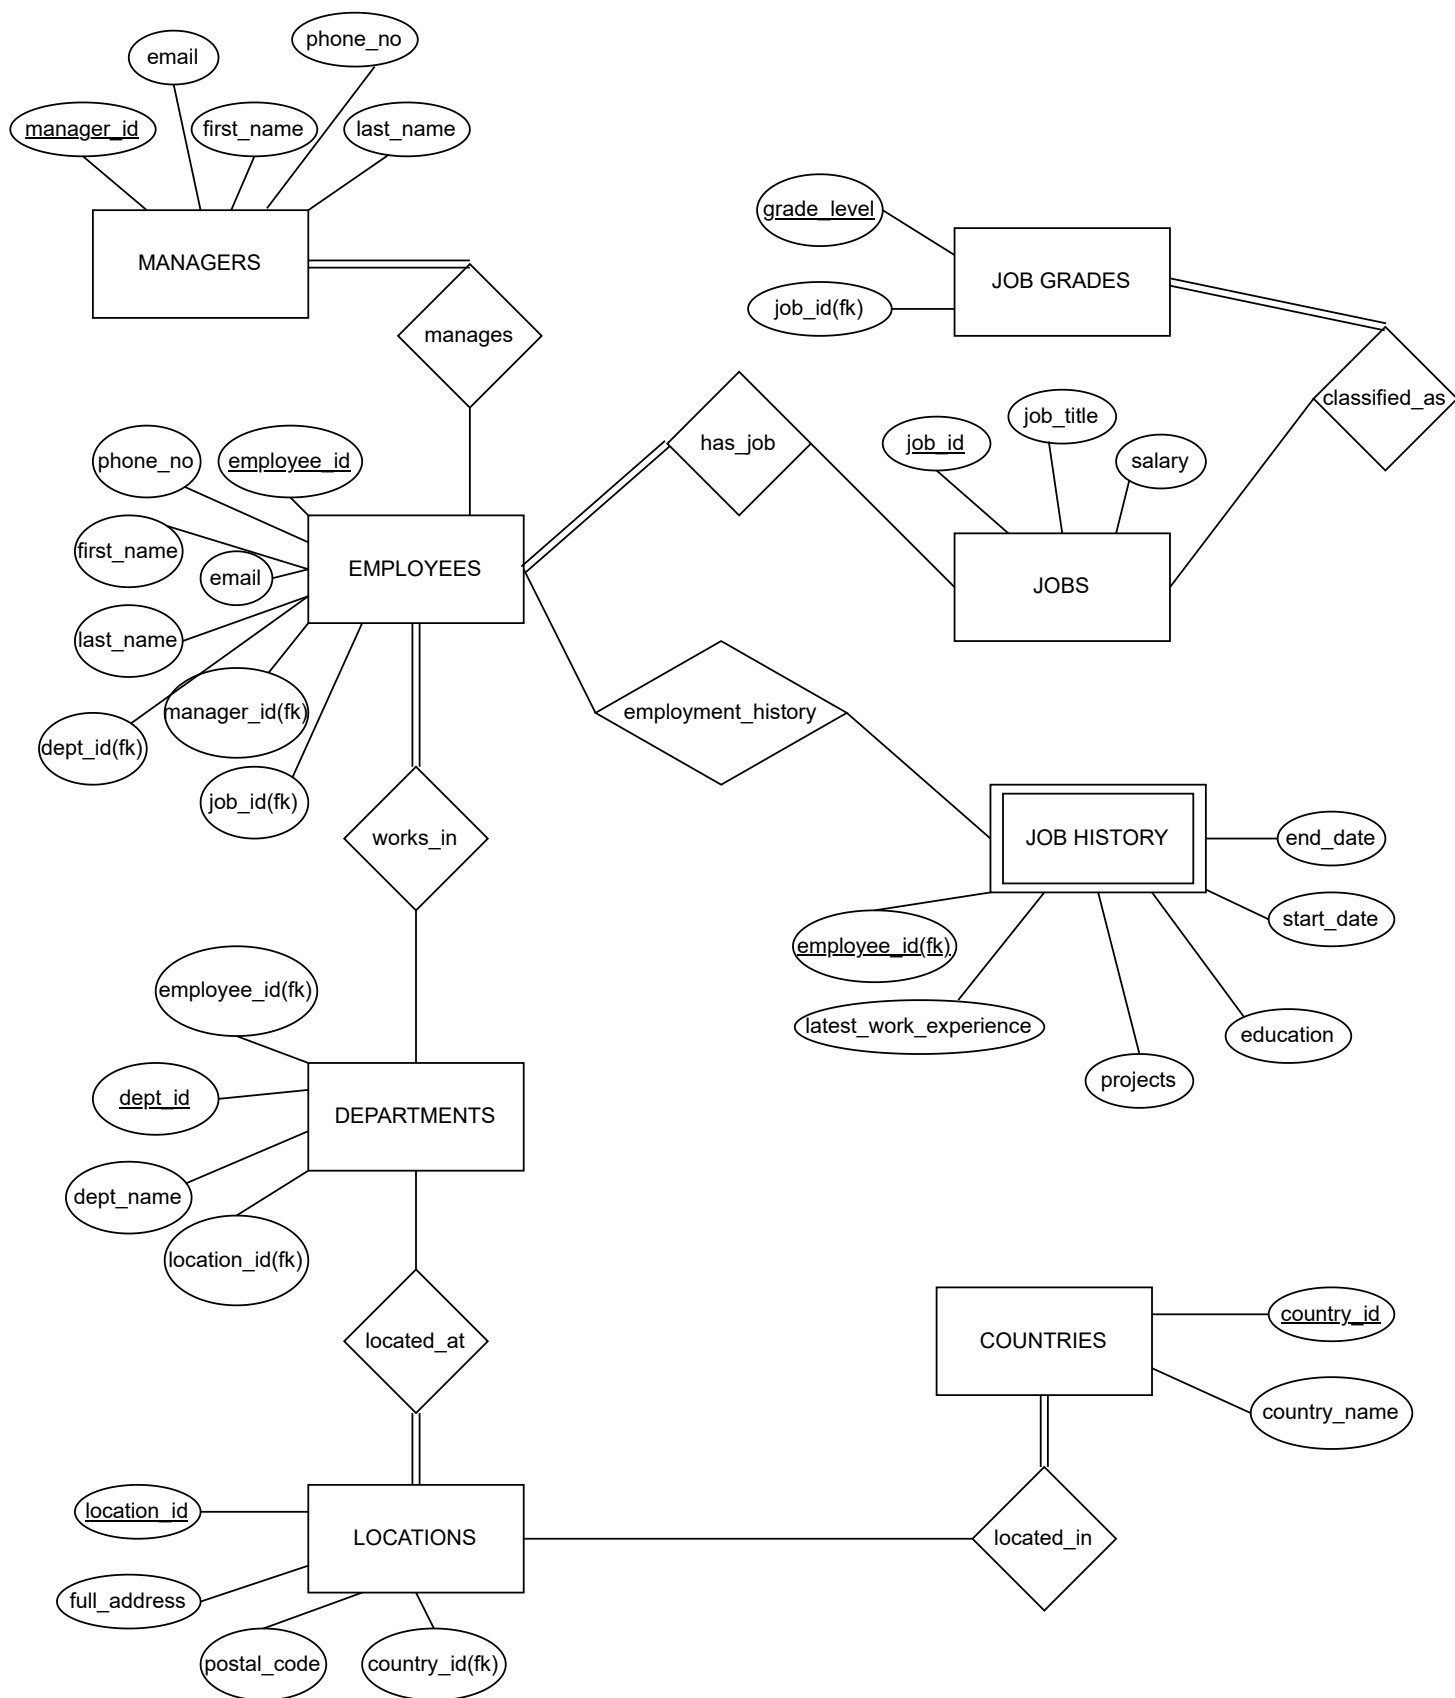 phone_no
email
manager_id
first_name
last_name
MANAGERS
manages
grade_level
job_id(fk)
JOB GRADES
classified_as
has_job
job_id
job_title
salary
JOBS
phone_no
employee_id
first_name
email
last_name
manager_id(fk)
dept_id(fk)
job_id(fk)
EMPLOYEES
employment_history
works_in
JOB HISTORY
end_date
start_date
employee_id(fk)
latest_work_experience
projects
education
employee_id(fk)
dept_id
dept_name
location_id(fk)
DEPARTMENTS
located_at
COUNTRIES
country_id
country_name
located_in
location_id
full_address
postal_code
country_id(fk)
LOCATIONS